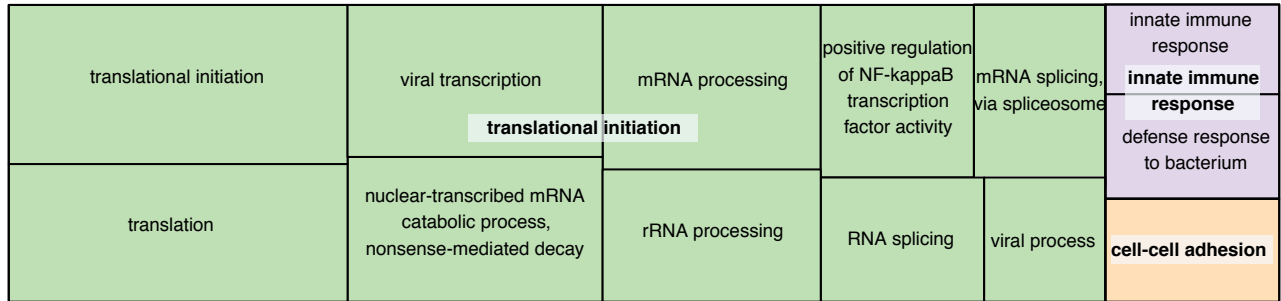 translational initiation
viral transcription
mRNA processing
positive regulation
of NF-kappaB
transcription
factor activity
mRNA splicing,
via spliceosome
innate immune
response
innate immune
response
translational initiation
defense response
to bacterium
translation
nuclear-transcribed mRNA
catabolic process,
nonsense-mediated decay
rRNA processing
RNA splicing
viral process
cell-cell adhesion